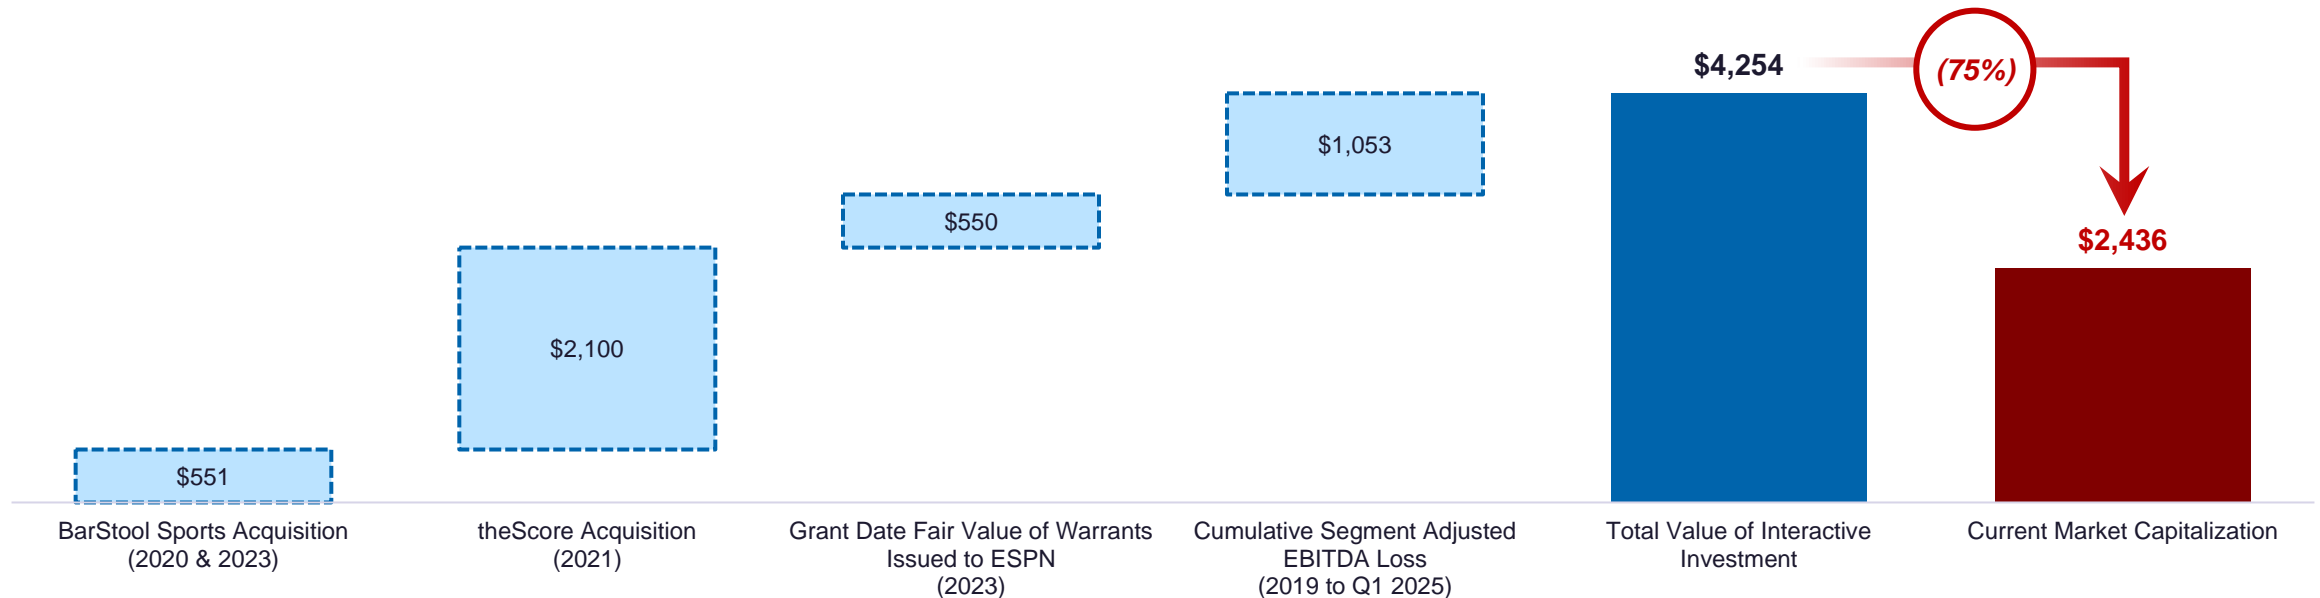 $4,254
(75%)
$1,053
$550
$2,436
$2,100
$551
BarStool Sports Acquisition
(2020 & 2023)
theScore Acquisition
(2021)
Grant Date Fair Value of Warrants
Issued to ESPN
(2023)
Cumulative Segment Adjusted
EBITDA Loss
(2019 to Q1 2025)
Total Value of Interactive
Investment
Current Market Capitalization